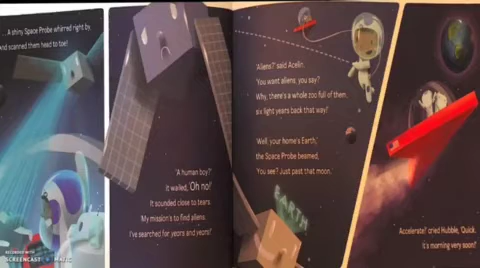 ... A shiny Space Probe whirred right by
and scanned them head to toe!
'A human boy?'
It wailed, 'Oh no!'
It sounded close to tears.
'My mission's to find aliens.
I've searched for years and years!'
'Aliens?' said Acelin.
'You want aliens, you say?
Why, there's a whole zoo full of them,
six light years back that way!'
'Well, your home's Earth,'
the Space Probe beamed,
'You see? Just past that moon.'
EARTH
Accelerate!' cried Hubble, 'Quick,
it's morning very soon!'
RECORDED WITH
SCREENCAST MATIC